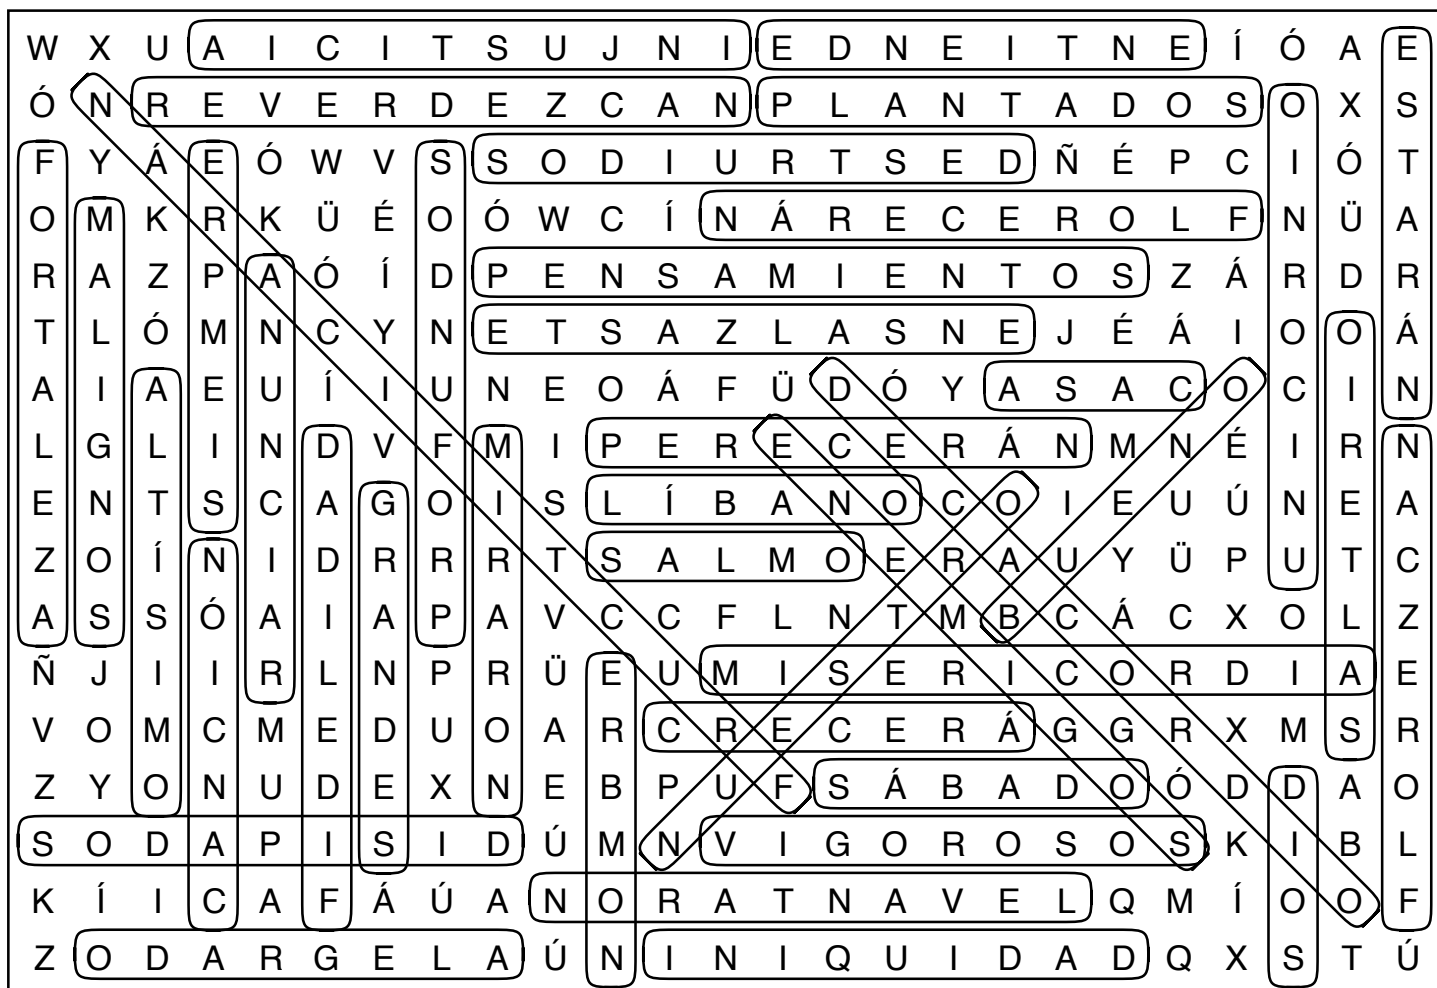 W X U A I C I T S U J N I E D N E I T N E Í Ó A E
Ó N R E V E R D E Z C A N P L A N T A D O S O X S
F Y Á E Ó W V S S O D I U R T S E D Ñ É P C I Ó T
O M K R K Ü É O Ó W C Í N Á R E C E R O L F N Ü A
R A Z P A Ó Í D P E N S A M I E N T O S Z Á R D R
T L Ó M N C Y N E T S A Z L A S N E J É Á I O O Á
A I A E U Í I U N E O Á F Ü D Ó Y A S A C O C I N
L G L I N D V F M I P E R E C E R Á N M N É I R N
E N T S C A G O I S L Í B A N O C O I E U Ú N E A
Z O Í N I D R R R T S A L M O E R A U Y Ü P U T C
A S S Ó A I A P A V C C F L N T M B C Á C X O L Z
Ñ J I I R L N P R Ü E U M I S E R I C O R D I A E
V O M C M E D U O A R C R E C E R Á G G R X M S R
Z Y O N U D E X N E B P U F S Á B A D O Ó D D A O
S O D A P I S I D Ú M N V I G O R O S O S K I B L
K Í I C A F Á Ú A N O R A T N A V E L Q M Í O O F
Z O D A R G E L A Ú N I N I Q U I D A D Q X S T Ú